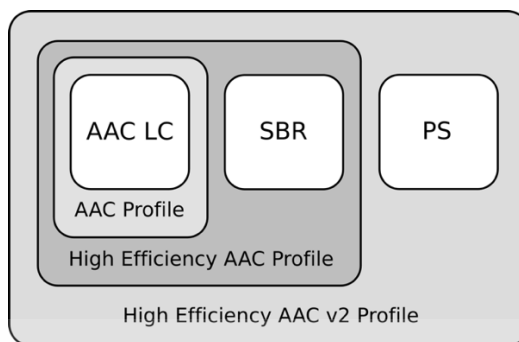 AAC LC
SBR
PS
AAC Profile
High Efficiency AAC Profile
High Efficiency AAC v2 Profile